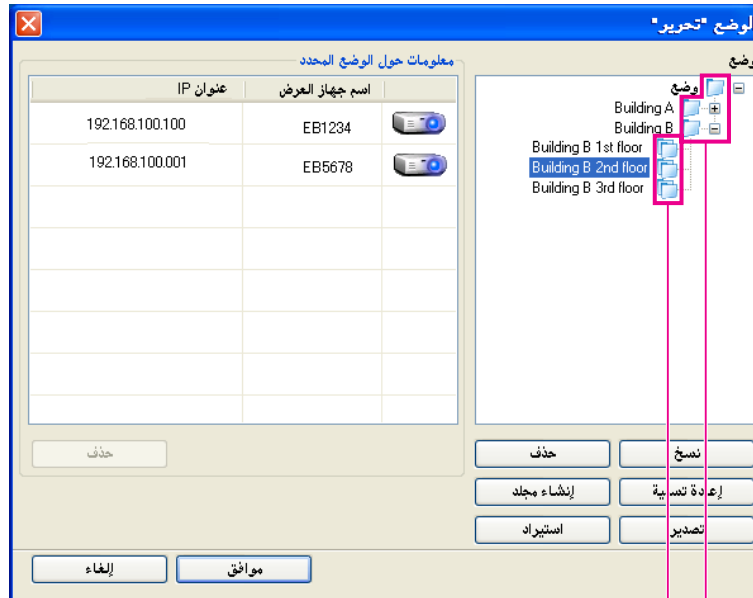 لوضع "تحرير"
وضع
وضع
Building A
Building B
Building B 1st floor
Building B 2nd floor
Building B 3rd floor
معلومات حول الوضع المحدد
اسم جهاز العرض عنوان IP
EB1234 192.168.100.100
EB5678 192.168.100.001
نسخ حذف
إعادة تسمية إنشاء مجلد
تصدير استيراد
حذف
موافق إلغاء